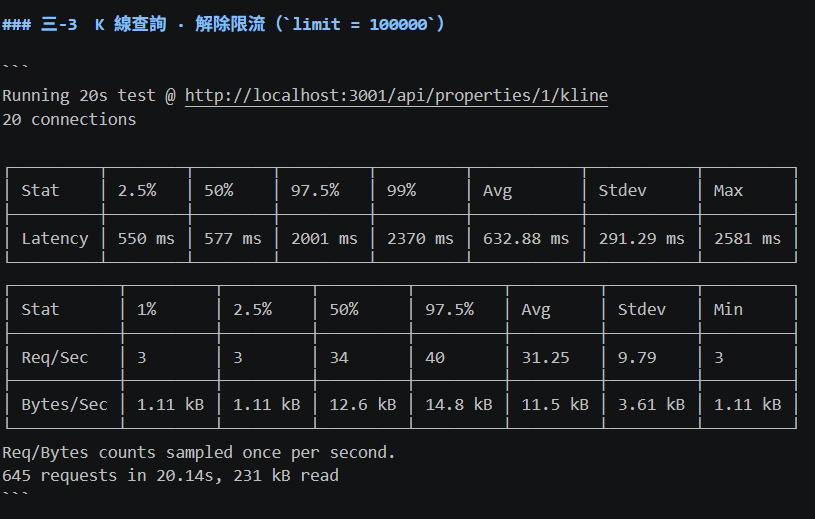 ### 三-3  K 線查詢 · 解除限流（`limit = 100000`）
```
Running 20s test @ http://localhost:3001/api/properties/1/kline
20 connections
┌─────────┬────────┬────────┬─────────┬─────────┬───────────┬───────────┬─────────┐
│ Stat    │ 2.5%   │ 50%    │ 97.5%   │ 99%     │ Avg       │ Stdev     │ Max     │
├─────────┼────────┼────────┼─────────┼─────────┼───────────┼───────────┼─────────┤
│ Latency │ 550 ms │ 577 ms │ 2001 ms │ 2370 ms │ 632.88 ms │ 291.29 ms │ 2581 ms │
└─────────┴────────┴────────┴─────────┴─────────┴───────────┴───────────┴─────────┘
┌───────────┬─────────┬─────────┬─────────┬─────────┬─────────┬─────────┬─────────┐
│ Stat      │ 1%      │ 2.5%    │ 50%     │ 97.5%   │ Avg     │ Stdev   │ Min     │
├───────────┼─────────┼─────────┼─────────┼─────────┼─────────┼─────────┼─────────┤
│ Req/Sec   │ 3       │ 3       │ 34      │ 40      │ 31.25   │ 9.79    │ 3       │
├───────────┼─────────┼─────────┼─────────┼─────────┼─────────┼─────────┼─────────┤
│ Bytes/Sec │ 1.11 kB │ 1.11 kB │ 12.6 kB │ 14.8 kB │ 11.5 kB │ 3.61 kB │ 1.11 kB │
└───────────┴─────────┴─────────┴─────────┴─────────┴─────────┴─────────┴─────────┘
Req/Bytes counts sampled once per second.
645 requests in 20.14s, 231 kB read
```